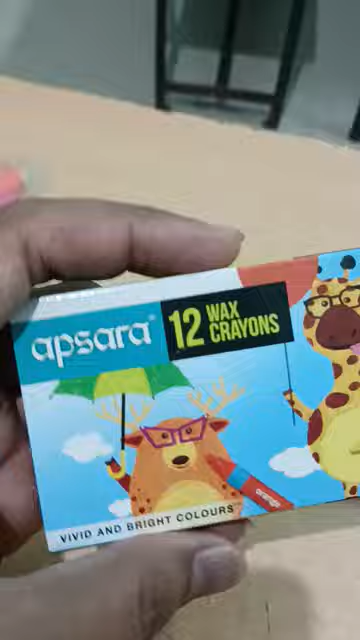 apsara
12 WAX
CRAYONS
orange
VIVID AND BRIGHT COLOURS